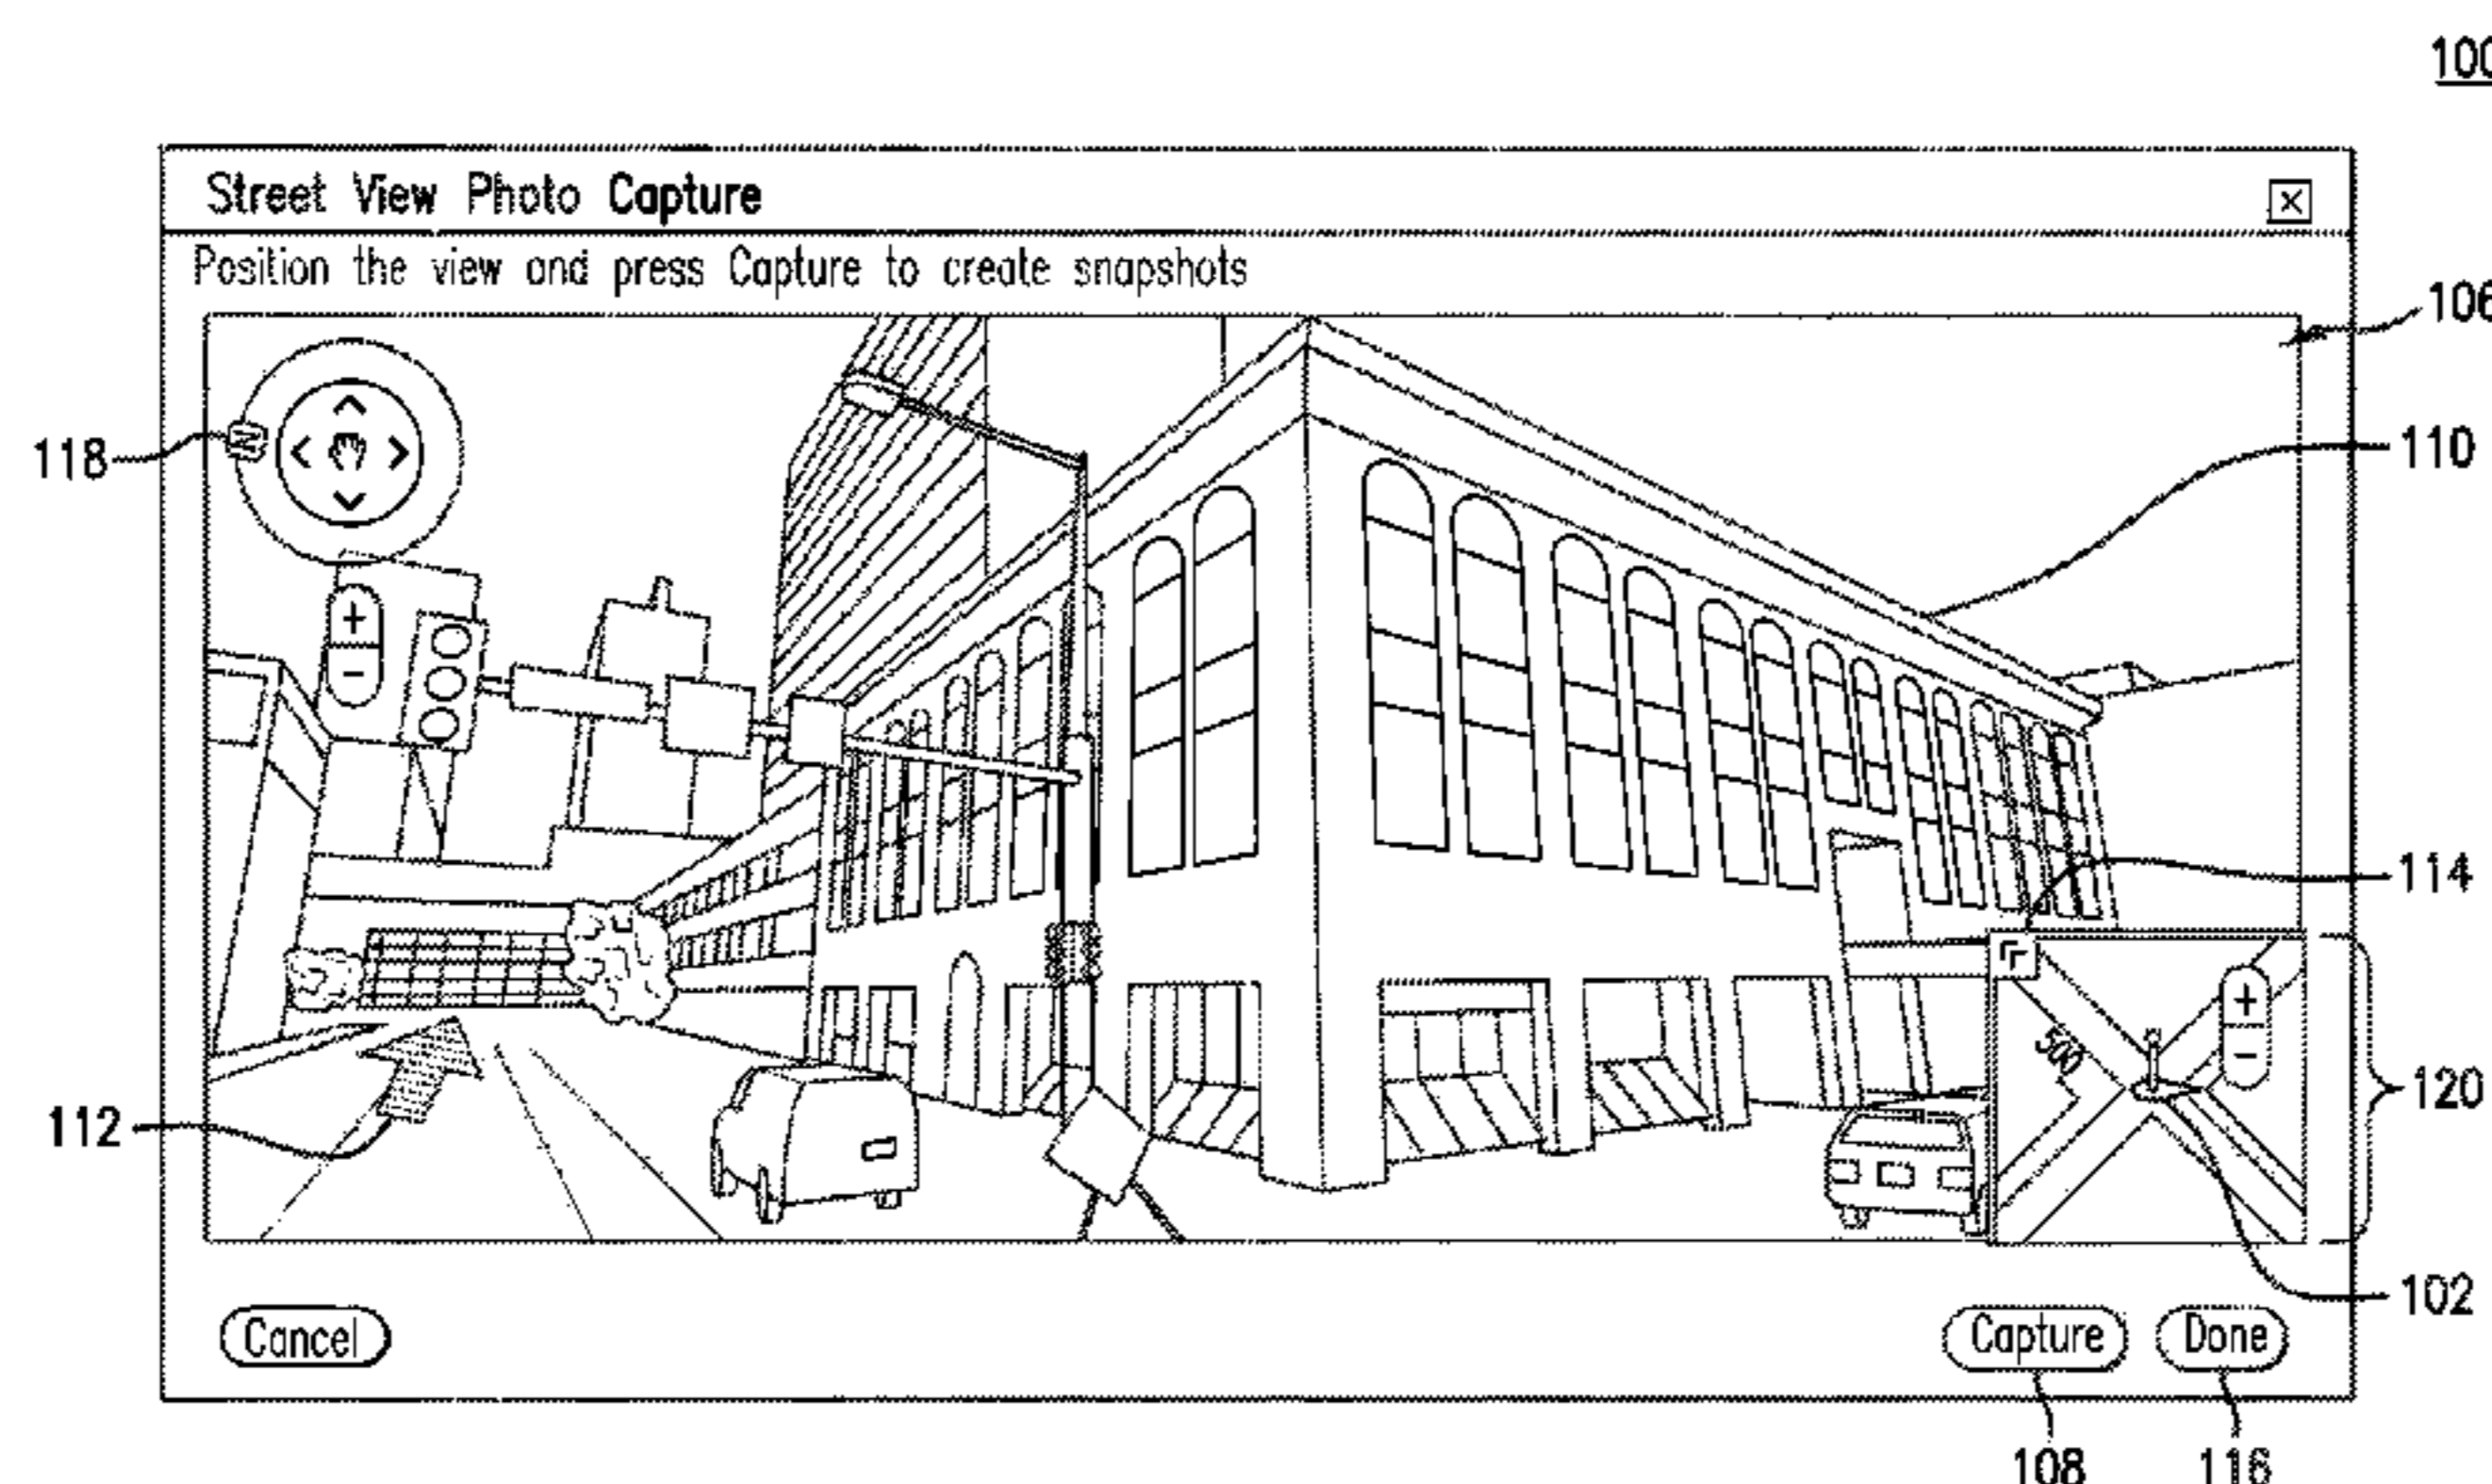 100
Street View Photo Capture
Position the view and press Capture to create snapshots
106
N
118
110
+
-
114
+
500
-
120
112
102
Cancel
Capture
Done
108
116